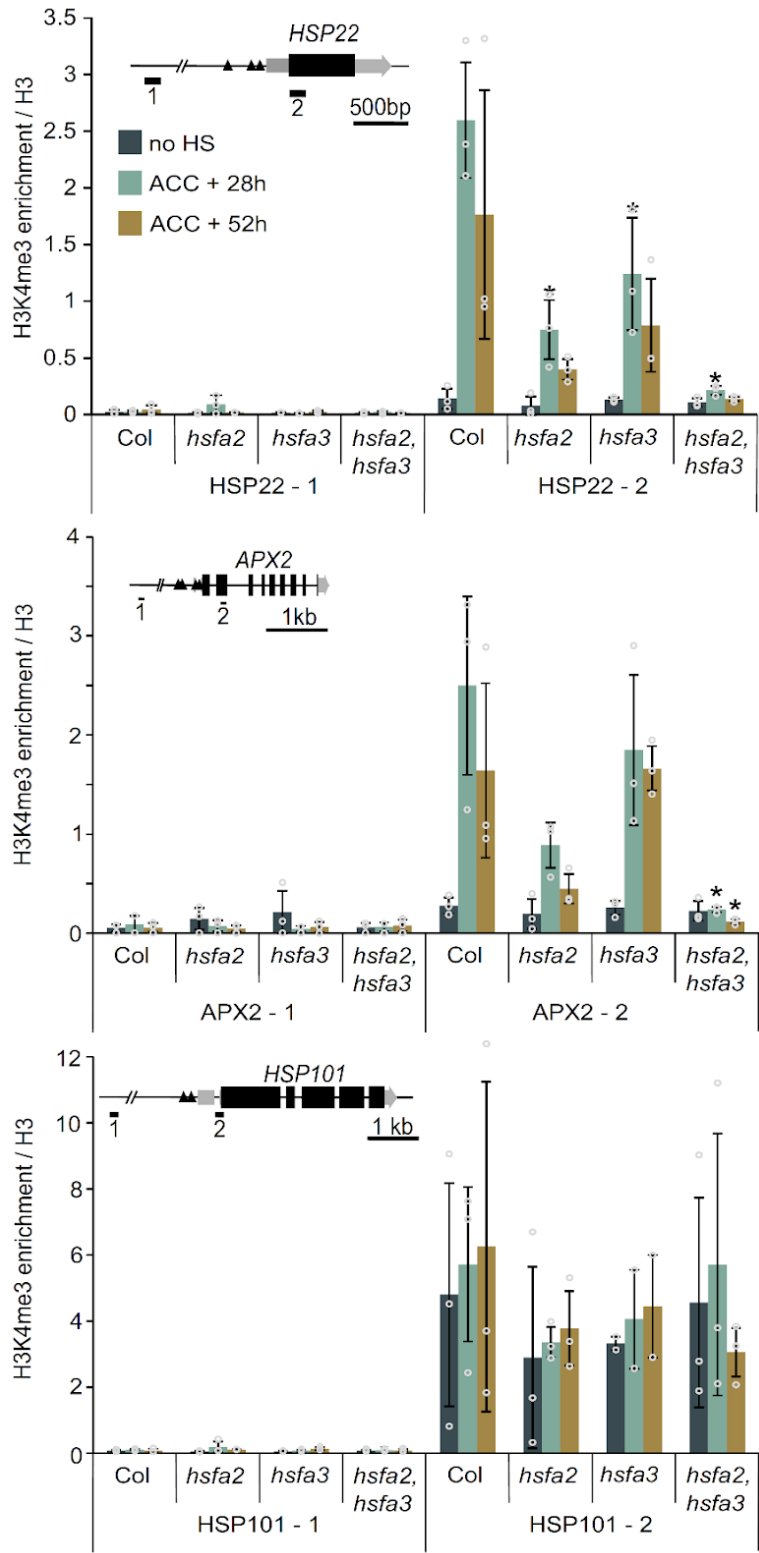 H3K4me3 enrichment / H3
3.5
3
2.5
2
1.5
1
0.5
0
HSP22
1
2
500bp
no HS
ACC + 28h
ACC + 52h
*
*
*
Col hsfa2 hsfa3 hsfa2, hsfa3 Col hsfa2 hsfa3 hsfa2, hsfa3
HSP22 - 1 HSP22 - 2
H3K4me3 enrichment / H3
4
3
2
1
0
APX2
1
2
1kb
*
*
Col hsfa2 hsfa3 hsfa2, hsfa3 Col hsfa2 hsfa3 hsfa2, hsfa3
APX2 - 1 APX2 - 2
H3K4me3 enrichment / H3
12
10
8
6
4
2
0
HSP101
1
2
1 kb
Col hsfa2 hsfa3 hsfa2, hsfa3 Col hsfa2 hsfa3 hsfa2, hsfa3
HSP101 - 1 HSP101 - 2